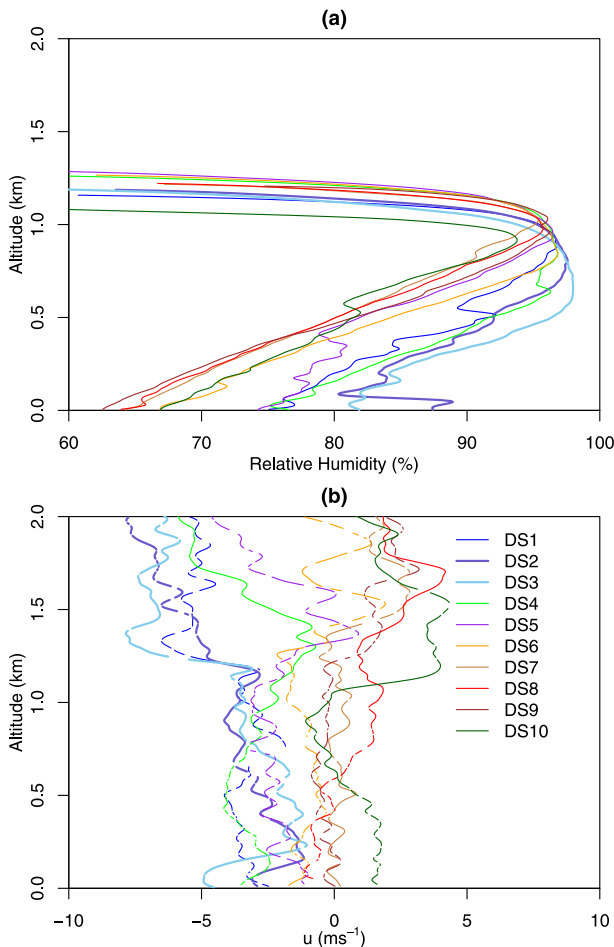 (a)
2.0
1.5
1.0
0.5
0.0
Altitude (km)
60 70 80 90 100
Relative Humidity (%)
(b)
2.0
1.5
1.0
0.5
0.0
Altitude (km)
DS1
DS2
DS3
DS4
DS5
DS6
DS7
DS8
DS9
DS10
−10 −5 0 5 10
u (ms⁻¹)